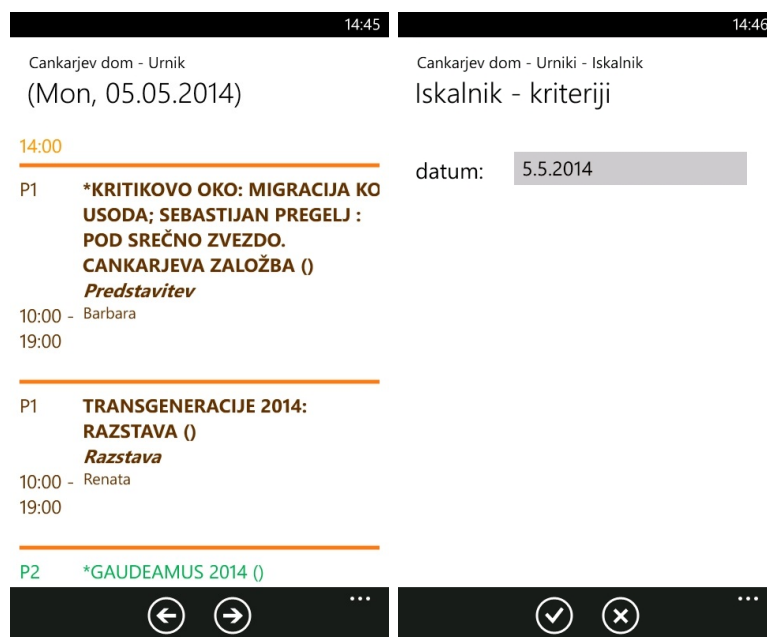 14:45
Cankarjev dom - Urnik
(Mon, 05.05.2014)
14:00
P1 *KRITIKOVO OKO: MIGRACIJA KO
USODA; SEBASTIJAN PREGELJ :
POD SREČNO ZVEZDO.
CANKARJEVA ZALOŽBA ()
Predstavitev
10:00 - Barbara
19:00
P1 TRANSGENERACIJE 2014:
RAZSTAVA ()
Razstava
10:00 - Renata
19:00
P2 *GAUDEAMUS 2014 ()
...
14:46
Cankarjev dom - Urniki - Iskalnik
Iskalnik - kriteriji
datum: 5.5.2014
...